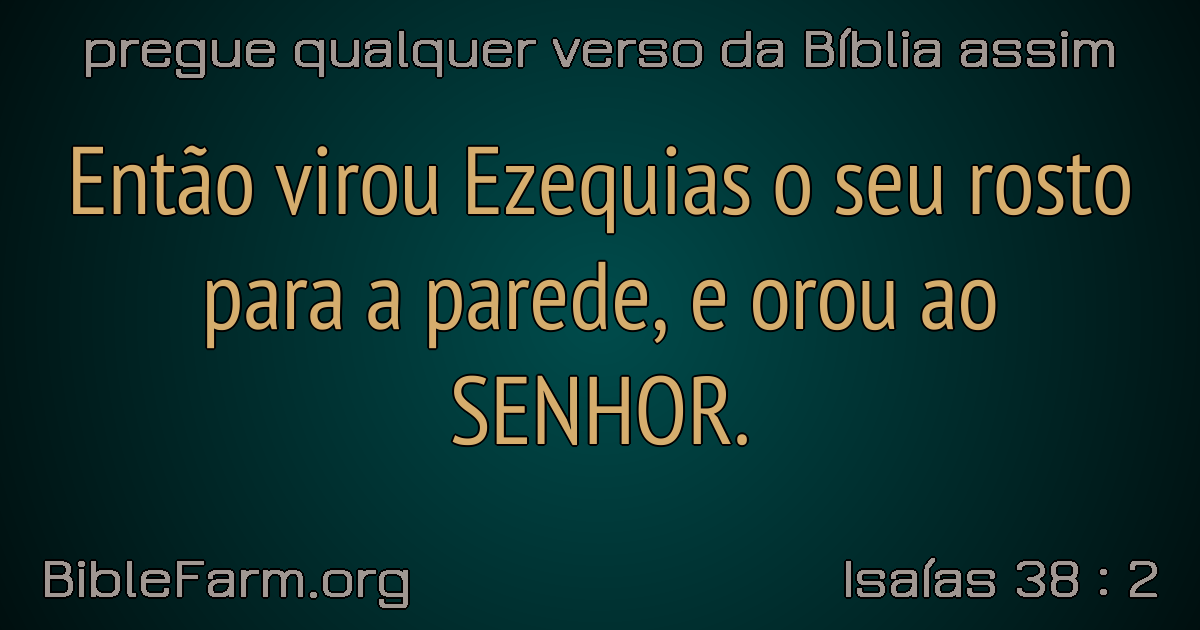 pregue qualquer verso da Bíblia assim
Então virou Ezequias o seu rosto
para a parede, e orou ao
SENHOR.
BibleFarm.org
Isaías 38 : 2